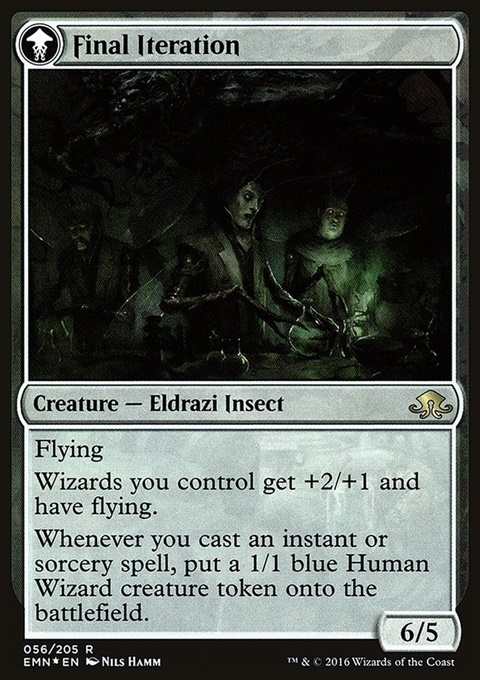 Final Iteration
Creature — Eldrazi Insect
Flying
Wizards you control get +2/+1 and
have flying.
Whenever you cast an instant or
sorcery spell, put a 1/1 blue Human
Wizard creature token onto the
battlefield.
6/5
056/205 R
EMN★EN Nils Hamm
™ & © 2016 Wizards of the Coast